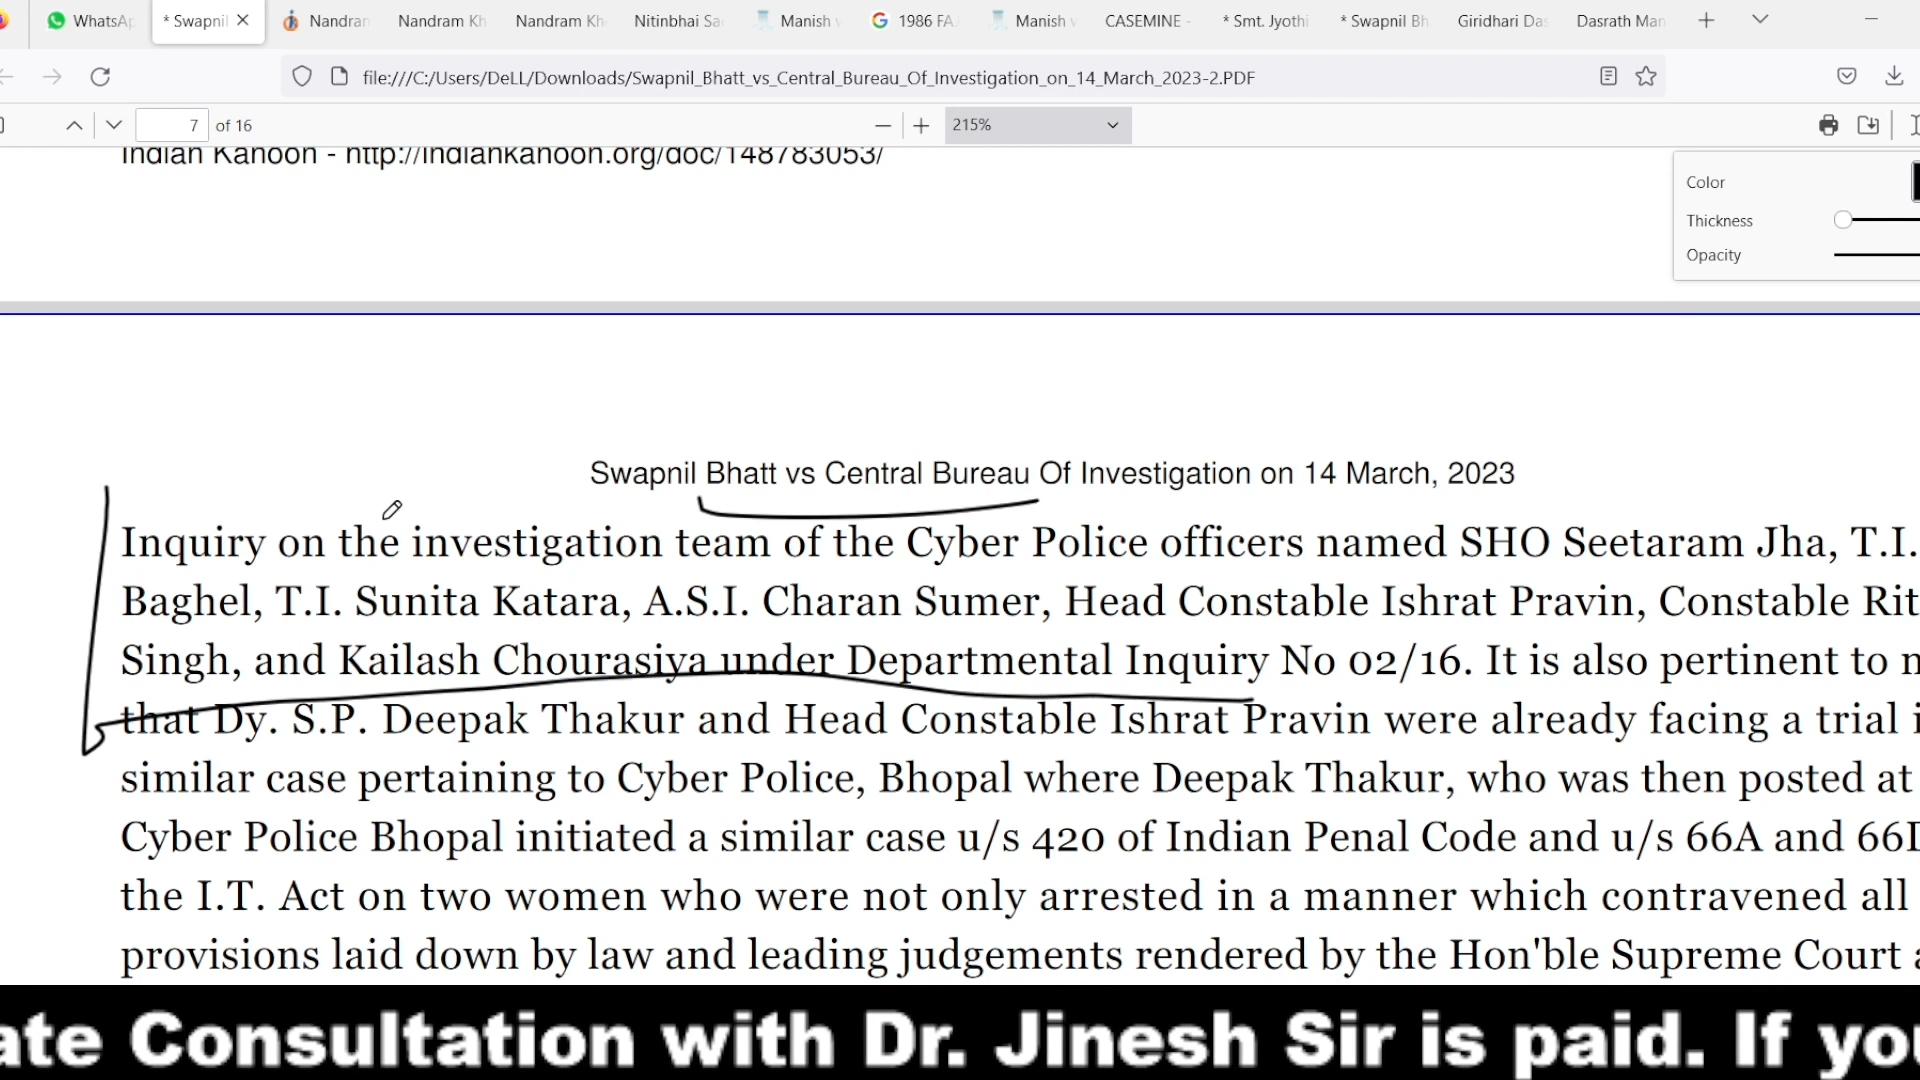 WhatsAp
* Swapnil
Nandran
Nandram Kh
Nandram Kh
Nitinbhai Sa
Manish v
1986 FA
Manish v
CASEMINE -
* Smt. Jyothi
* Swapnil Bh
Giridhari Das
Dasrath Man
file:///C:/Users/DeLL/Downloads/Swapnil_Bhatt_vs_Central_Bureau_Of_Investigation_on_14_March_2023-2.PDF
7 of 16
215%
Indian Kanoon - http://indiankanoon.org/doc/148783053/
Color
Thickness
Opacity
Swapnil Bhatt vs Central Bureau Of Investigation on 14 March, 2023
Inquiry on the investigation team of the Cyber Police officers named SHO Seetaram Jha, T.I.
Baghel, T.I. Sunita Katara, A.S.I. Charan Sumer, Head Constable Ishrat Pravin, Constable Rit
Singh, and Kailash Chourasiya under Departmental Inquiry No 02/16. It is also pertinent to
that Dy. S.P. Deepak Thakur and Head Constable Ishrat Pravin were already facing a trial
similar case pertaining to Cyber Police, Bhopal where Deepak Thakur, who was then posted at
Cyber Police Bhopal initiated a similar case u/s 420 of Indian Penal Code and u/s 66A and 66D
the I.T. Act on two women who were not only arrested in a manner which contravened all
provisions laid down by law and leading judgements rendered by the Hon'ble Supreme Court
ate Consultation with Dr. Jinesh Sir is paid. If you